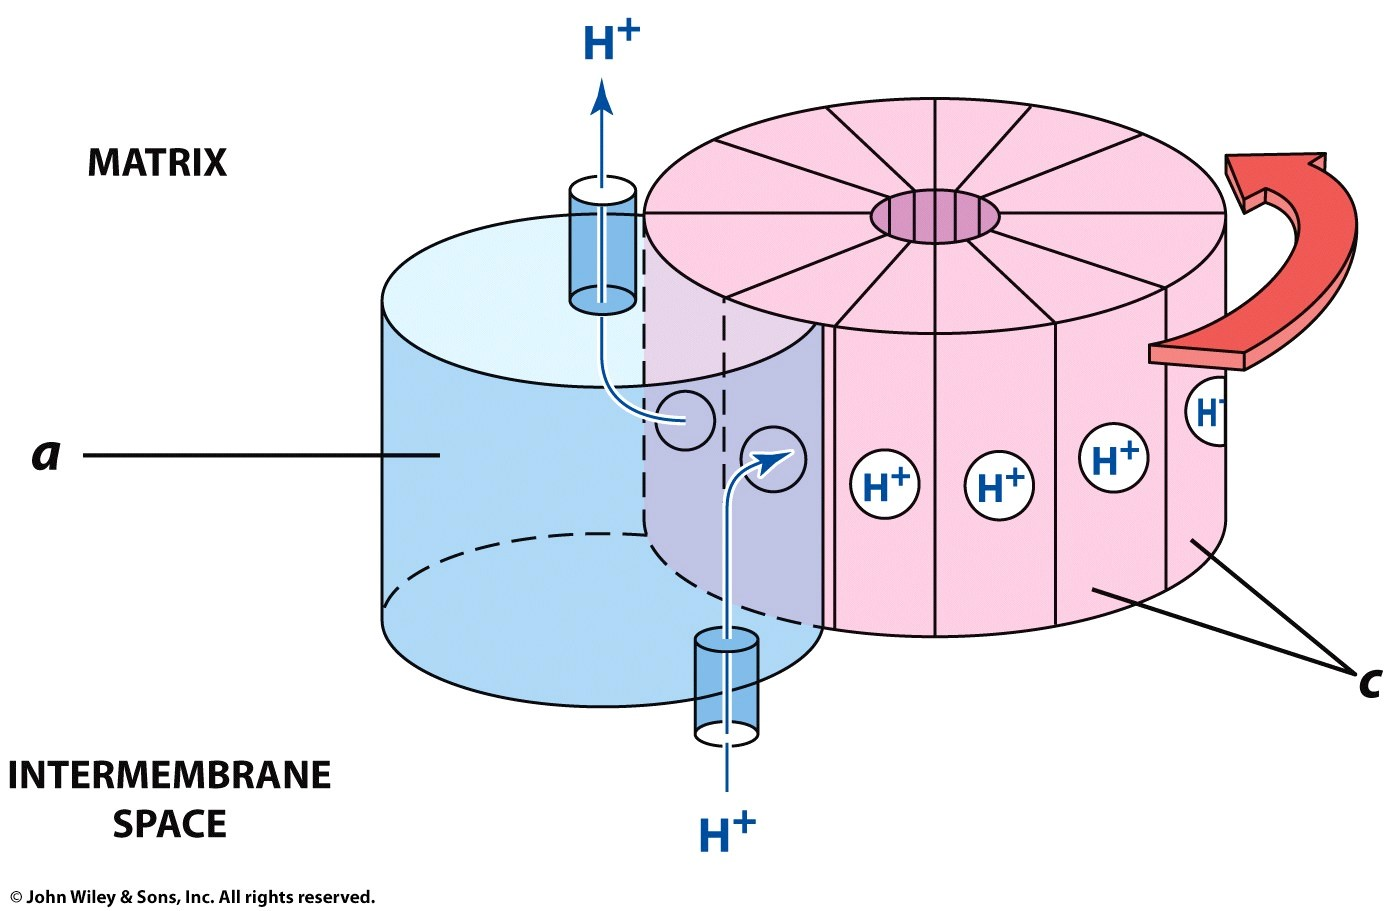 H+
MATRIX
a
H+
H+
H+
H+
c
INTERMEMBRANE
SPACE
H+
© John Wiley & Sons, Inc. All rights reserved.